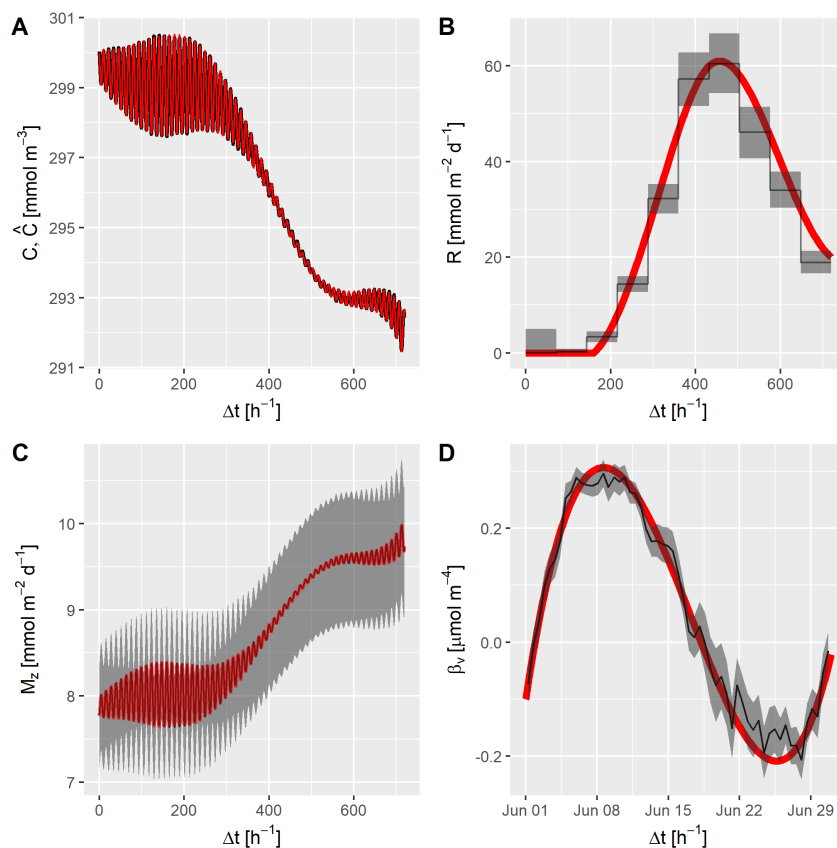 A
C, Ĉ [mmol m⁻³]
301
299
297
295
293
291
0 200 400 600
Δt [h⁻¹]
B
R [mmol m⁻² d⁻¹]
60
40
20
0
0 200 400 600
Δt [h⁻¹]
C
M_z [mmol m⁻² d⁻¹]
10
9
8
7
0 200 400 600
Δt [h⁻¹]
D
β_v [μmol m⁻⁴]
0.2
0.0
-0.2
Jun 01 Jun 08 Jun 15 Jun 22 Jun 29
Δt [h⁻¹]